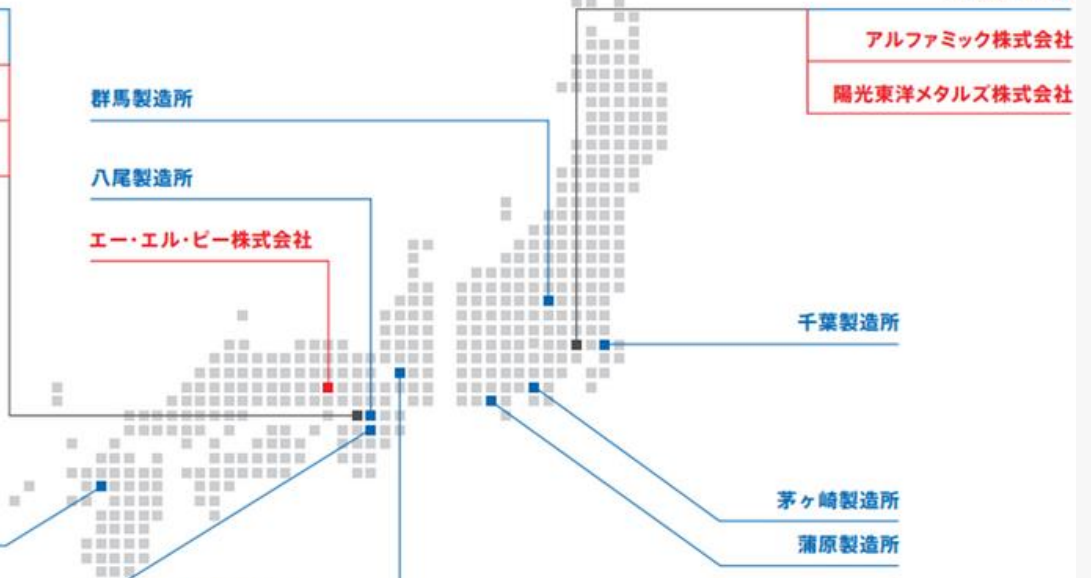 アルファミック株式会社
陽光東洋メタルズ株式会社
群馬製造所
八尾製造所
エー・エル・ピー株式会社
千葉製造所
茅ヶ崎製造所
蒲原製造所